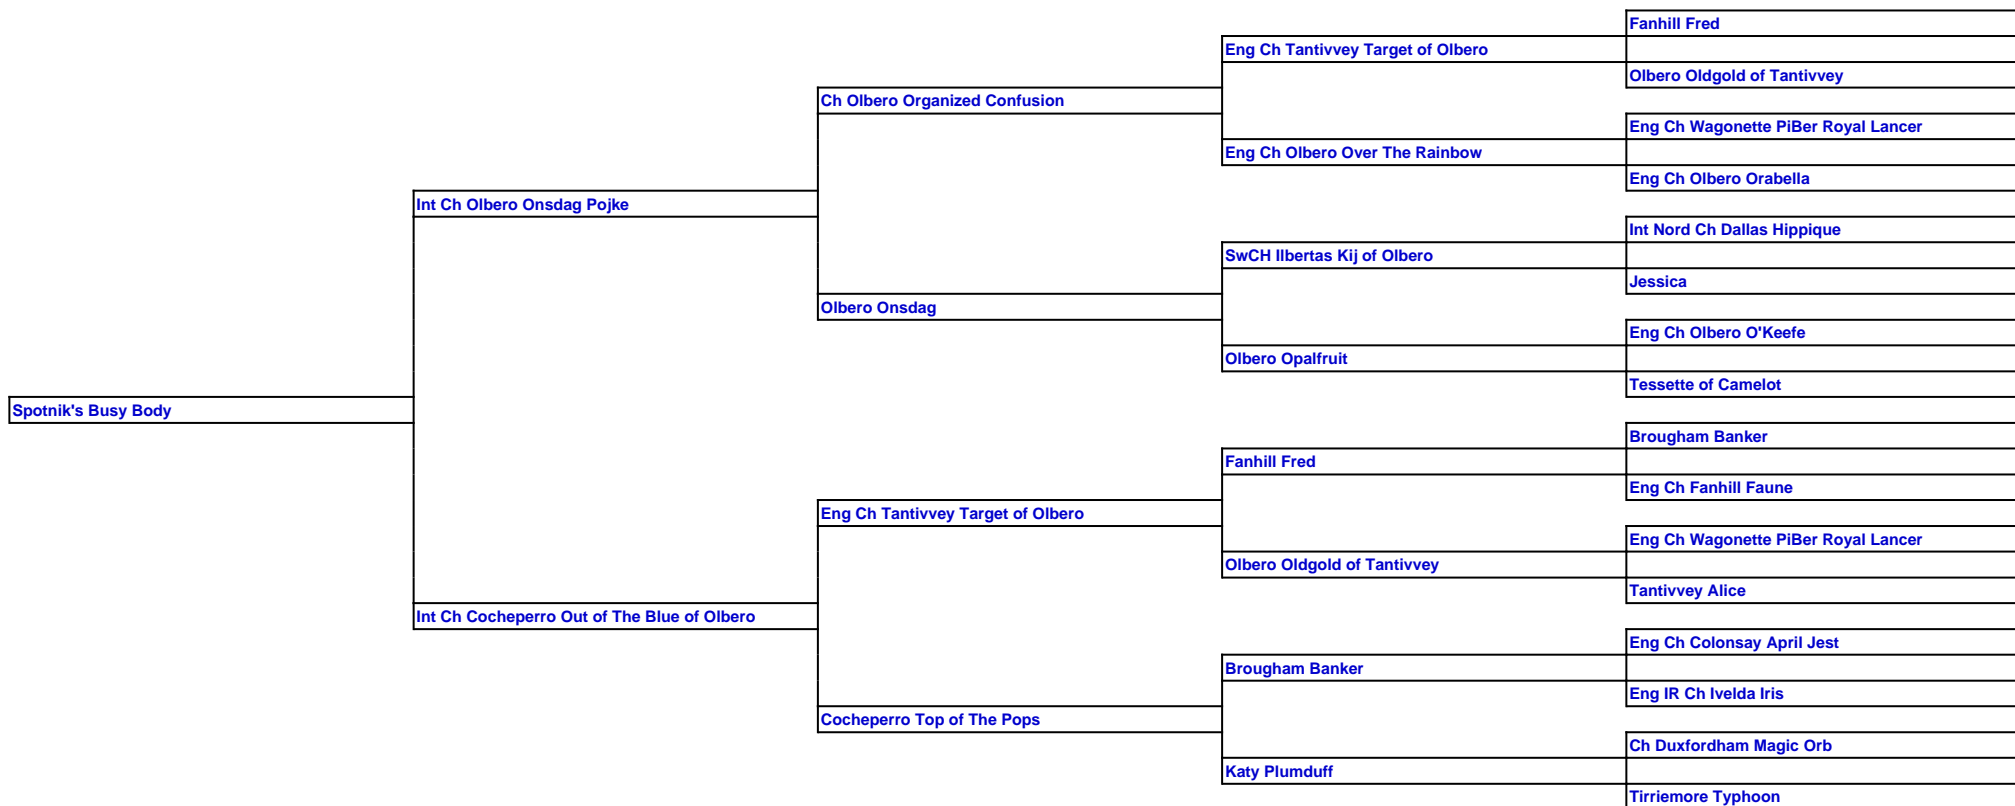 Fanhill Fred
Eng Ch Tantivvey Target of Olbero
Olbero Oldgold of Tantivvey
Ch Olbero Organized Confusion
Eng Ch Wagonette PiBer Royal Lancer
Eng Ch Olbero Over The Rainbow
Eng Ch Olbero Orabella
Int Ch Olbero Onsdag Pojke
Int Nord Ch Dallas Hippique
SwCH Ilbertas Kij of Olbero
Jessica
Olbero Onsdag
Eng Ch Olbero O'Keefe
Olbero Opalfruit
Tessette of Camelot
Spotnik's Busy Body
Brougham Banker
Fanhill Fred
Eng Ch Fanhill Faune
Eng Ch Tantivvey Target of Olbero
Eng Ch Wagonette PiBer Royal Lancer
Olbero Oldgold of Tantivvey
Tantivvey Alice
Int Ch Cocheperro Out of The Blue of Olbero
Eng Ch Colonsay April Jest
Brougham Banker
Eng IR Ch Ivelda Iris
Cocheperro Top of The Pops
Ch Duxfordham Magic Orb
Katy Plumduff
Tirriemore Typhoon